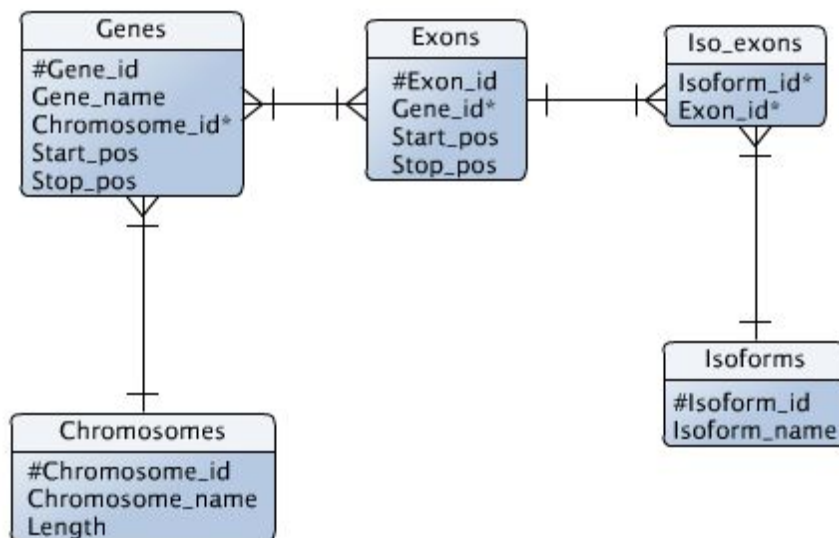 Genes
#Gene_id
Gene_name
Chromosome_id*
Start_pos
Stop_pos
Exons
#Exon_id
Gene_id*
Start_pos
Stop_pos
Iso_exons
Isoform_id*
Exon_id*
Isoforms
#Isoform_id
Isoform_name
Chromosomes
#Chromosome_id
Chromosome_name
Length